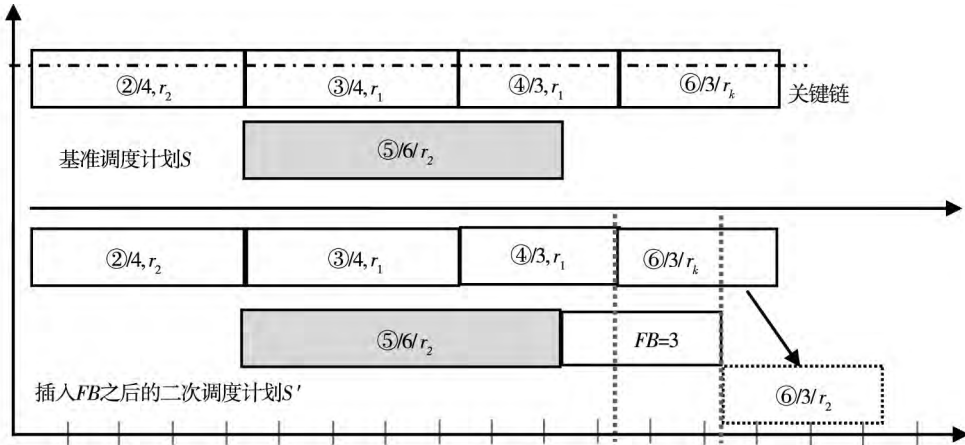 ②/4, r₂ ③/4, r₁ ④/3, r₁ ⑥/3/rₖ 关键链
基准调度计划S ⑤/6/r₂
②/4, r₂ ③/4, r₁ ④/3, r₁ ⑥/3/rₖ
⑤/6/r₂ FB=3
插入FB之后的二次调度计划S′ ⑥/3/r₂